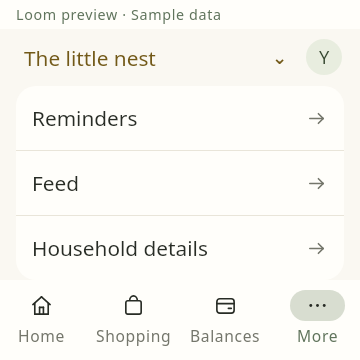 Loom preview · Sample data
The little nest
Y
Reminders
Feed
Household details
Home Shopping Balances More